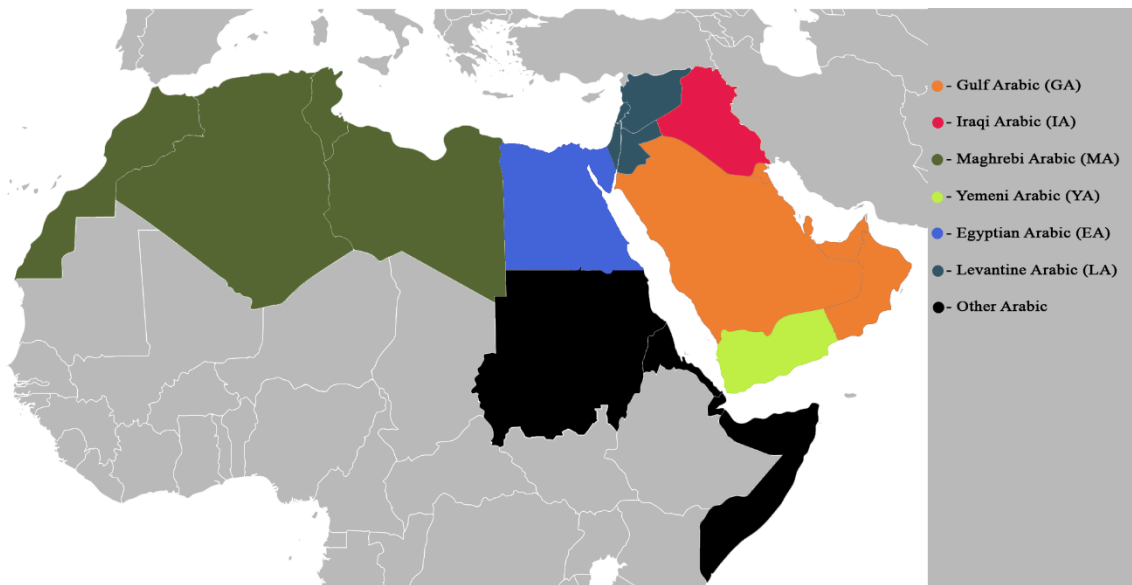 - Gulf Arabic (GA)
- Iraqi Arabic (IA)
- Maghrebi Arabic (MA)
- Yemeni Arabic (YA)
- Egyptian Arabic (EA)
- Levantine Arabic (LA)
- Other Arabic